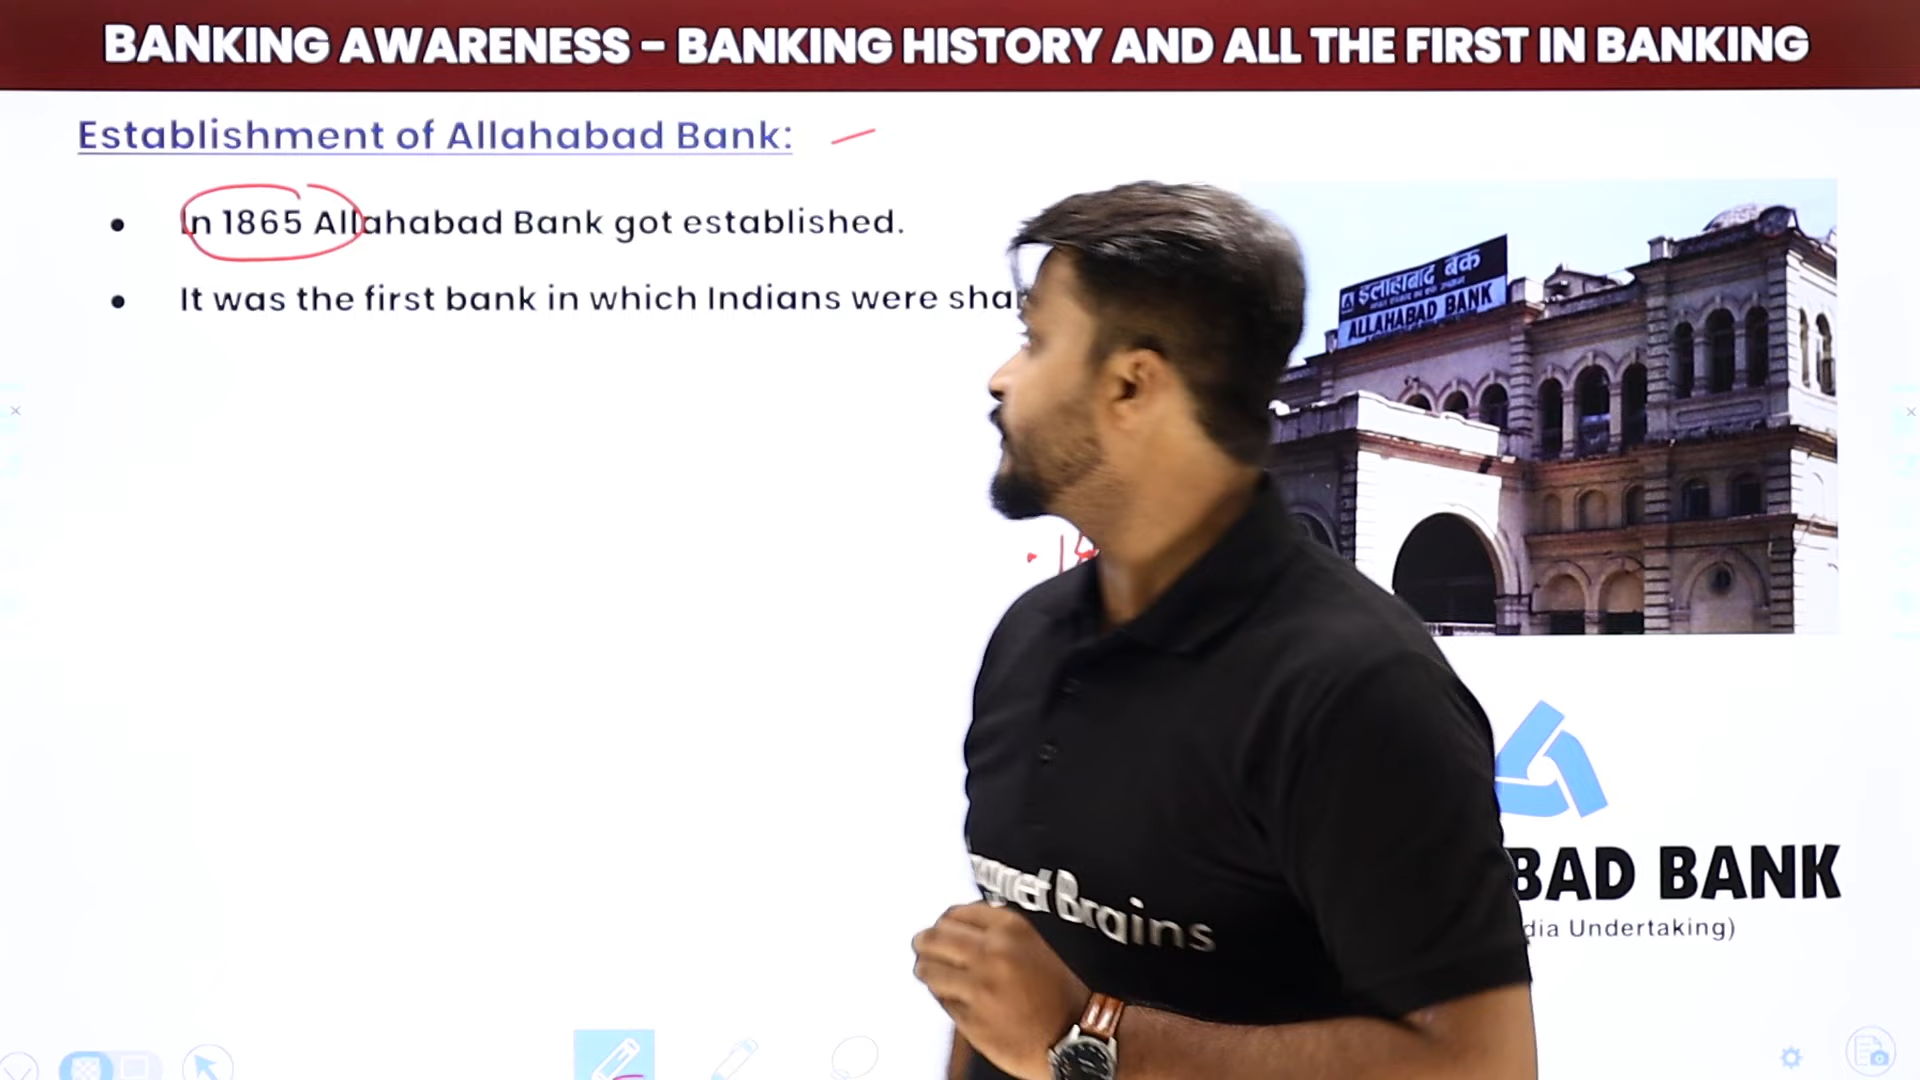 BANKING AWARENESS – BANKING HISTORY AND ALL THE FIRST IN BANKING
Establishment of Allahabad Bank:
• In 1865 Allahabad Bank got established.
• It was the first bank in which Indians were sha
इलाहाबाद बैंक
ALLAHABAD BANK
BAD BANK
dia Undertaking)
gnet Brains